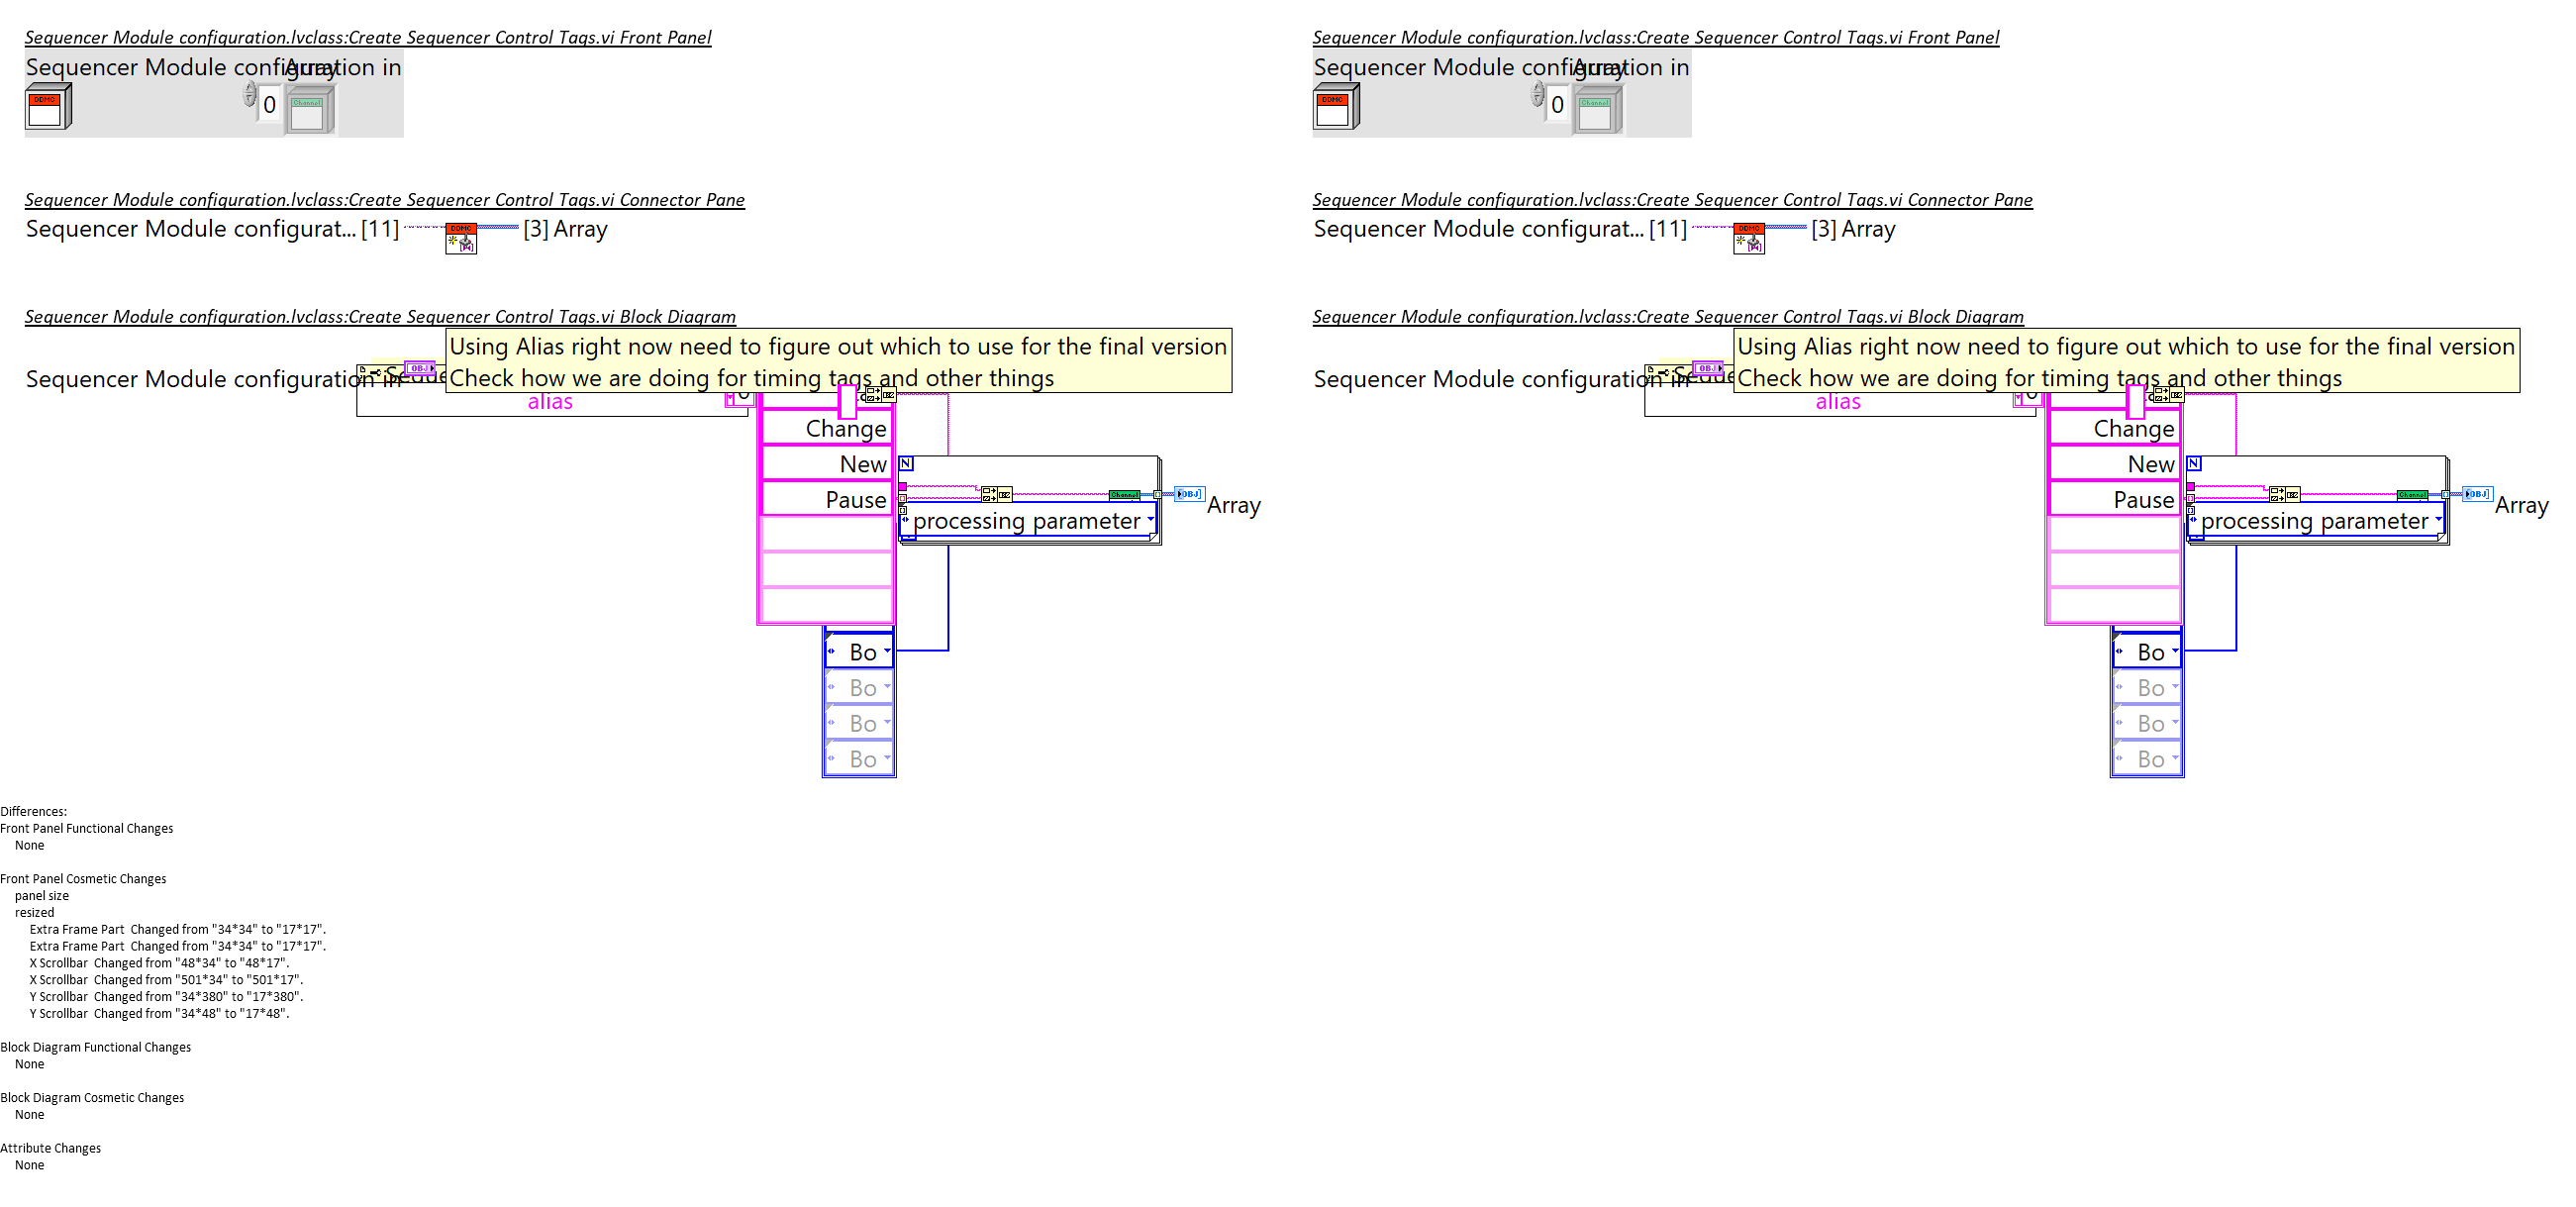 Sequencer Module configuration.lvclass:Create Sequencer Control Tags.vi Front Panel
Sequencer Module configuration in
Array
DDMC
0
Channel
Sequencer Module configuration.lvclass:Create Sequencer Control Tags.vi Connector Pane
Sequencer Module configurat... [11]
DDMC
[3] Array
Sequencer Module configuration.lvclass:Create Sequencer Control Tags.vi Block Diagram
Using Alias right now need to figure out which to use for the final version
Sequencer Module configuration in
OBJ
Check how we are doing for timing tags and other things
alias
Change
New
N
Pause
Channel
OBJ
Array
processing parameter
Bo
Bo
Bo
Bo
Sequencer Module configuration.lvclass:Create Sequencer Control Tags.vi Front Panel
Sequencer Module configuration in
Array
DDMC
0
Channel
Sequencer Module configuration.lvclass:Create Sequencer Control Tags.vi Connector Pane
Sequencer Module configurat... [11]
DDMC
[3] Array
Sequencer Module configuration.lvclass:Create Sequencer Control Tags.vi Block Diagram
Using Alias right now need to figure out which to use for the final version
Sequencer Module configuration in
OBJ
Check how we are doing for timing tags and other things
alias
Change
New
N
Pause
Channel
OBJ
Array
processing parameter
Bo
Bo
Bo
Bo
Differences:
Front Panel Functional Changes
None
Front Panel Cosmetic Changes
panel size
resized
Extra Frame Part  Changed from "34*34" to "17*17".
Extra Frame Part  Changed from "34*34" to "17*17".
X Scrollbar  Changed from "48*34" to "48*17".
X Scrollbar  Changed from "501*34" to "501*17".
Y Scrollbar  Changed from "34*380" to "17*380".
Y Scrollbar  Changed from "34*48" to "17*48".
Block Diagram Functional Changes
None
Block Diagram Cosmetic Changes
None
Attribute Changes
None